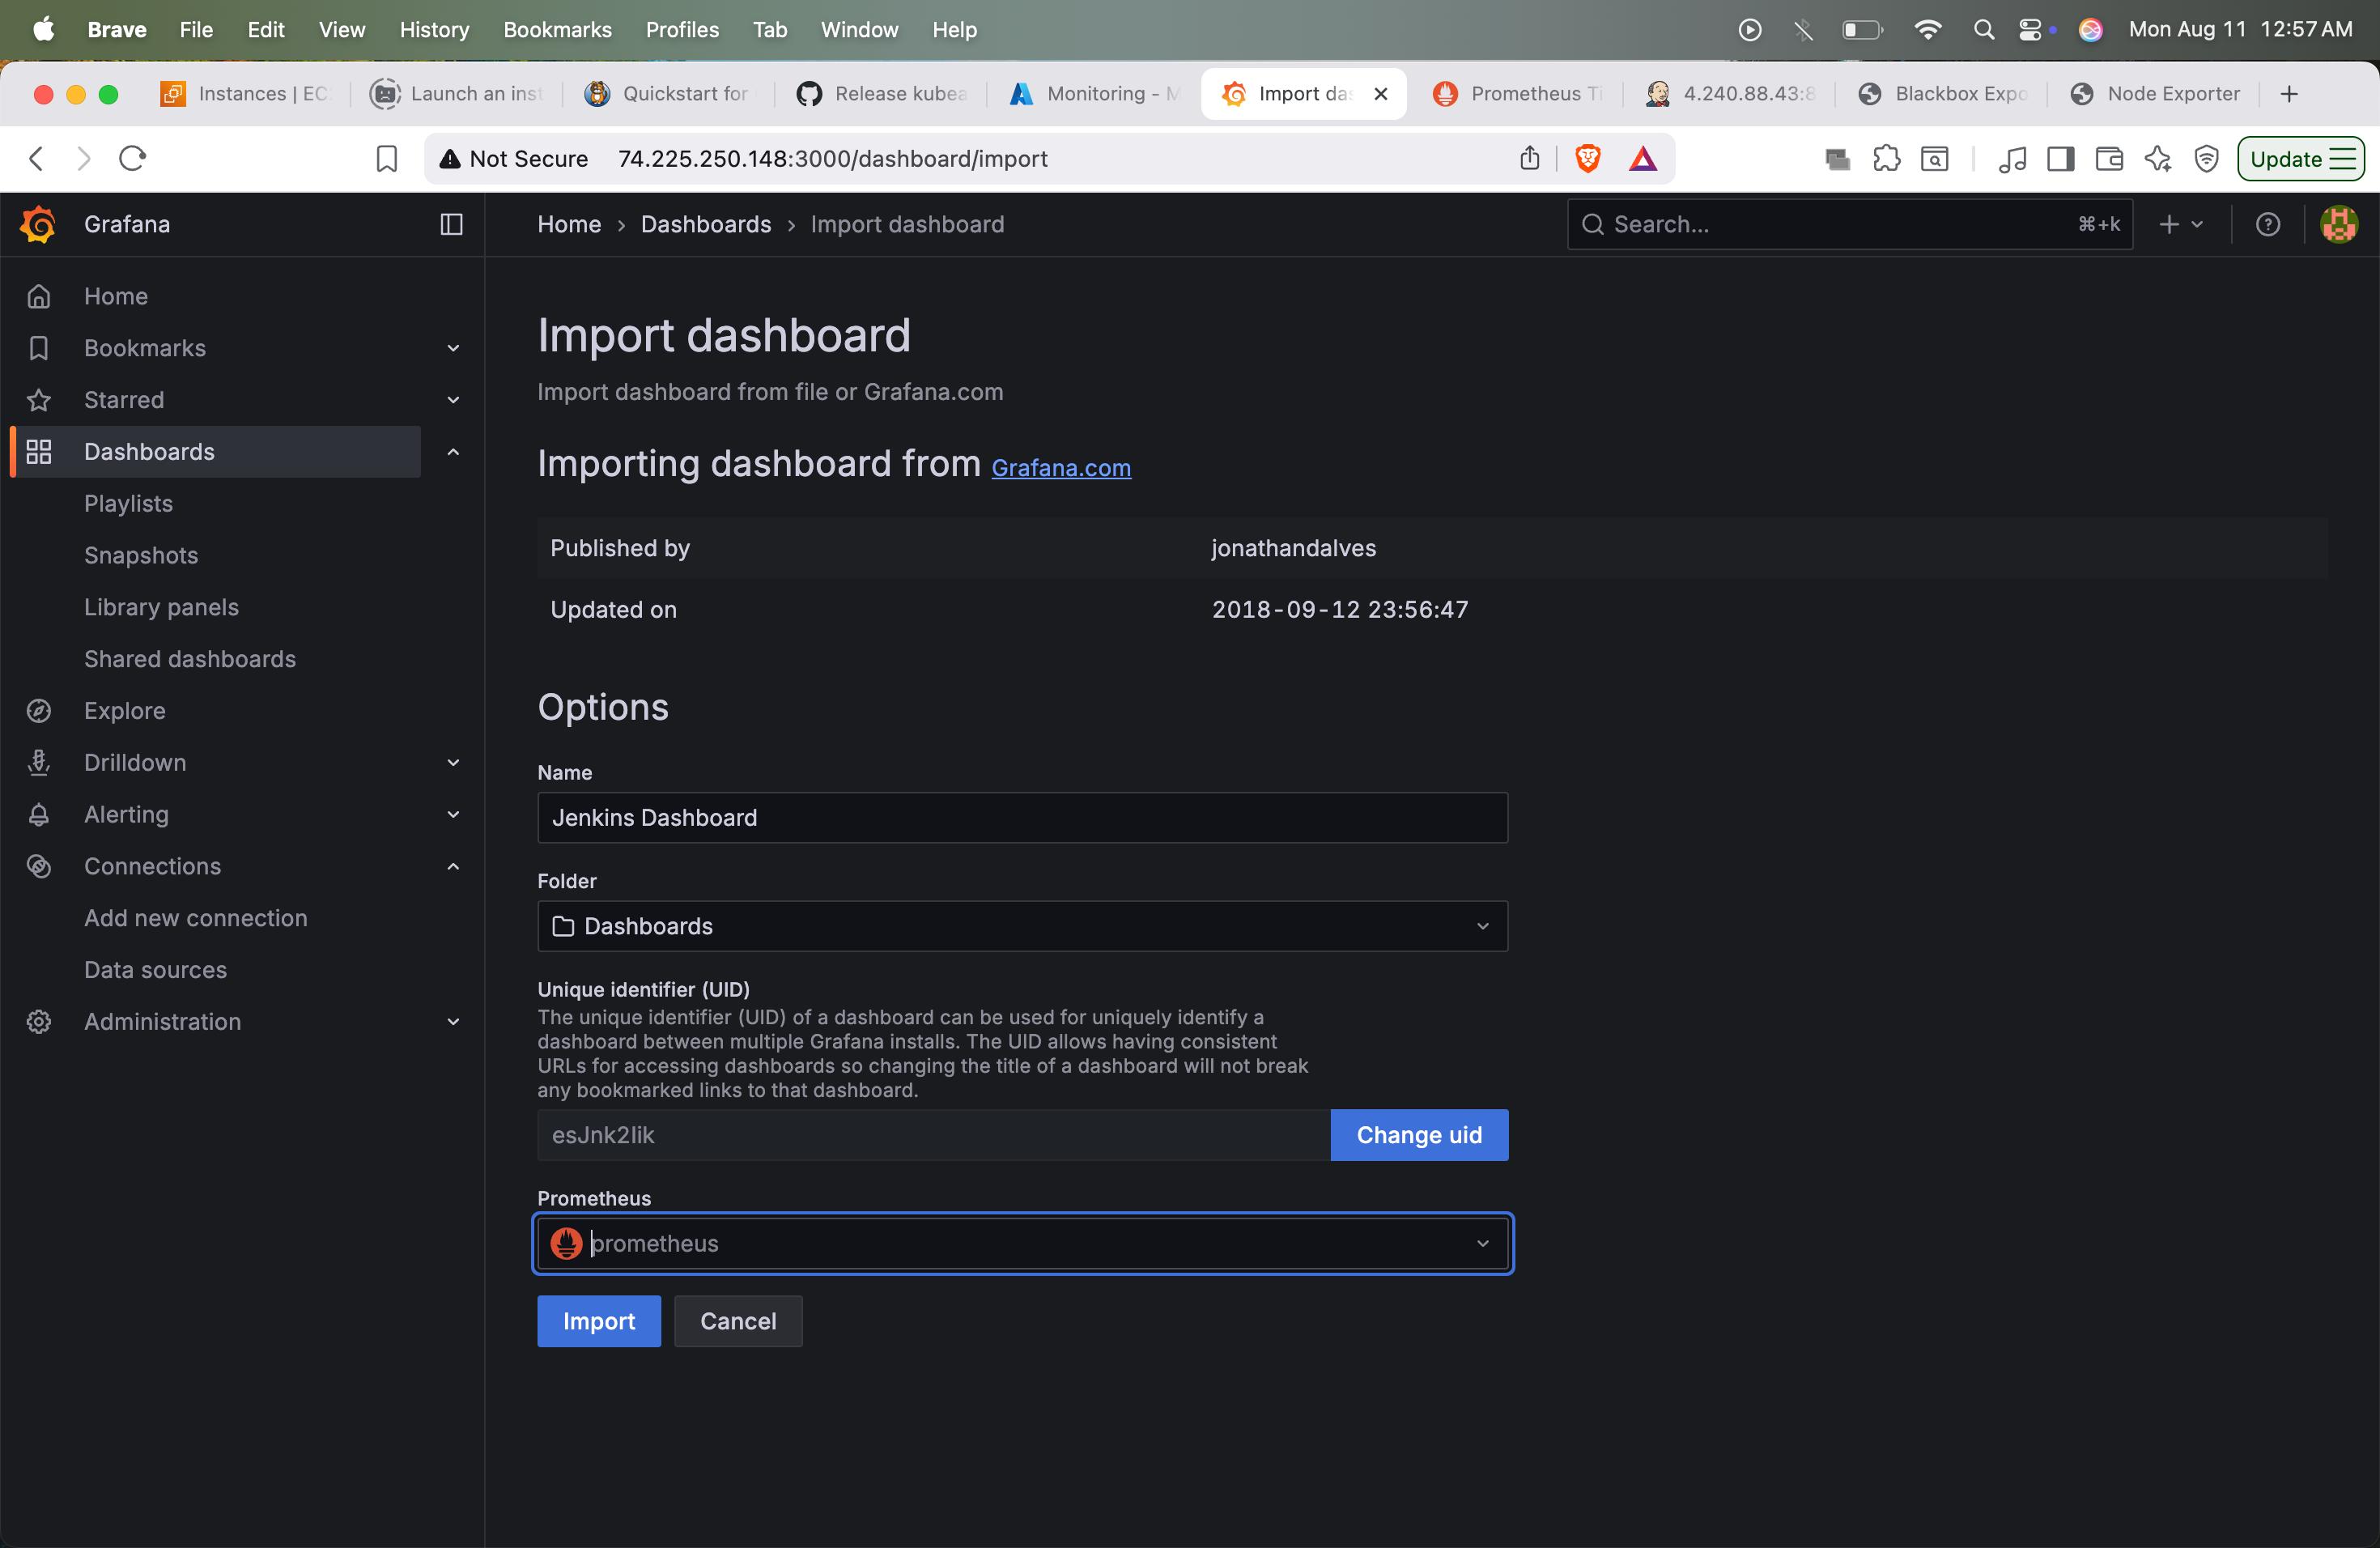 Brave File Edit View History Bookmarks Profiles Tab Window Help Mon Aug 11 12:57 AM
Instances | EC Launch an inst Quickstart for Release kubea Monitoring - M Import das Prometheus Ti 4.240.88.43:8 Blackbox Expo Node Exporter
Not Secure 74.225.250.148:3000/dashboard/import Update
Grafana
Home › Dashboards › Import dashboard
Search... ⌘+k
Home
Bookmarks
Starred
Dashboards
Playlists
Snapshots
Library panels
Shared dashboards
Explore
Drilldown
Alerting
Connections
Add new connection
Data sources
Administration
Import dashboard
Import dashboard from file or Grafana.com
Importing dashboard from Grafana.com
Published by jonathandalves
Updated on 2018-09-12 23:56:47
Options
Name
Jenkins Dashboard
Folder
Dashboards
Unique identifier (UID)
The unique identifier (UID) of a dashboard can be used for uniquely identify a
dashboard between multiple Grafana installs. The UID allows having consistent
URLs for accessing dashboards so changing the title of a dashboard will not break
any bookmarked links to that dashboard.
esJnk2Iik Change uid
Prometheus
prometheus
Import Cancel